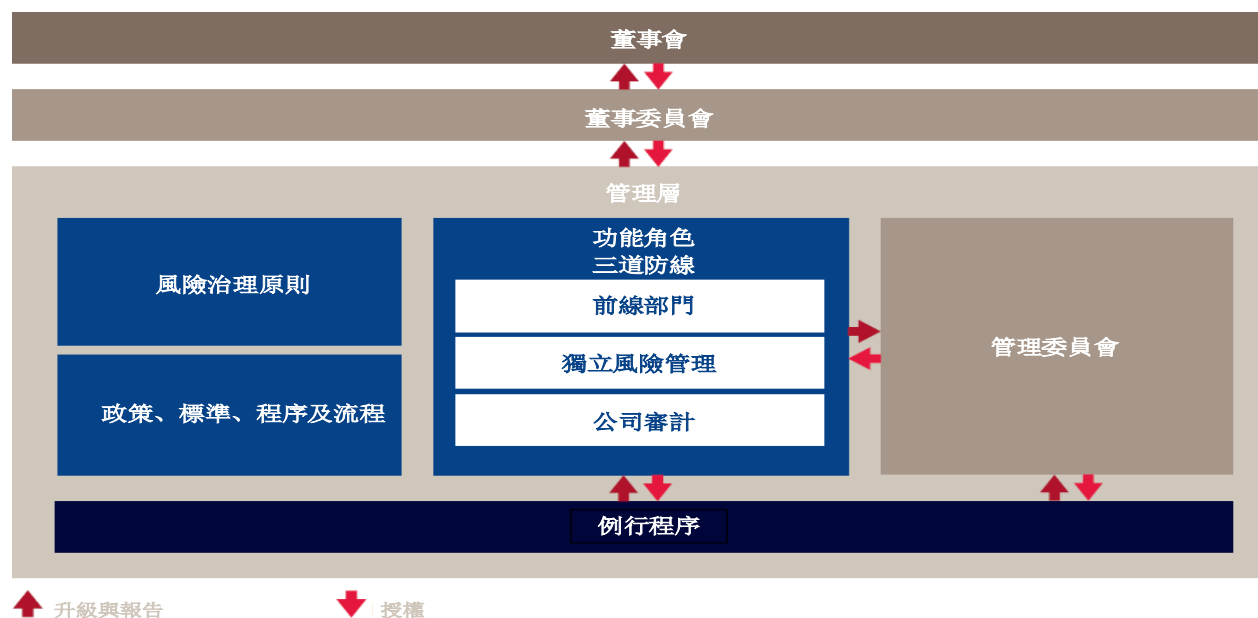 董事會
董事委員會
管理層
風險治理原則
政策、標準、程序及流程
功能角色
三道防線
前線部門
獨立風險管理
公司審計
管理委員會
例行程序
升級與報告
授權